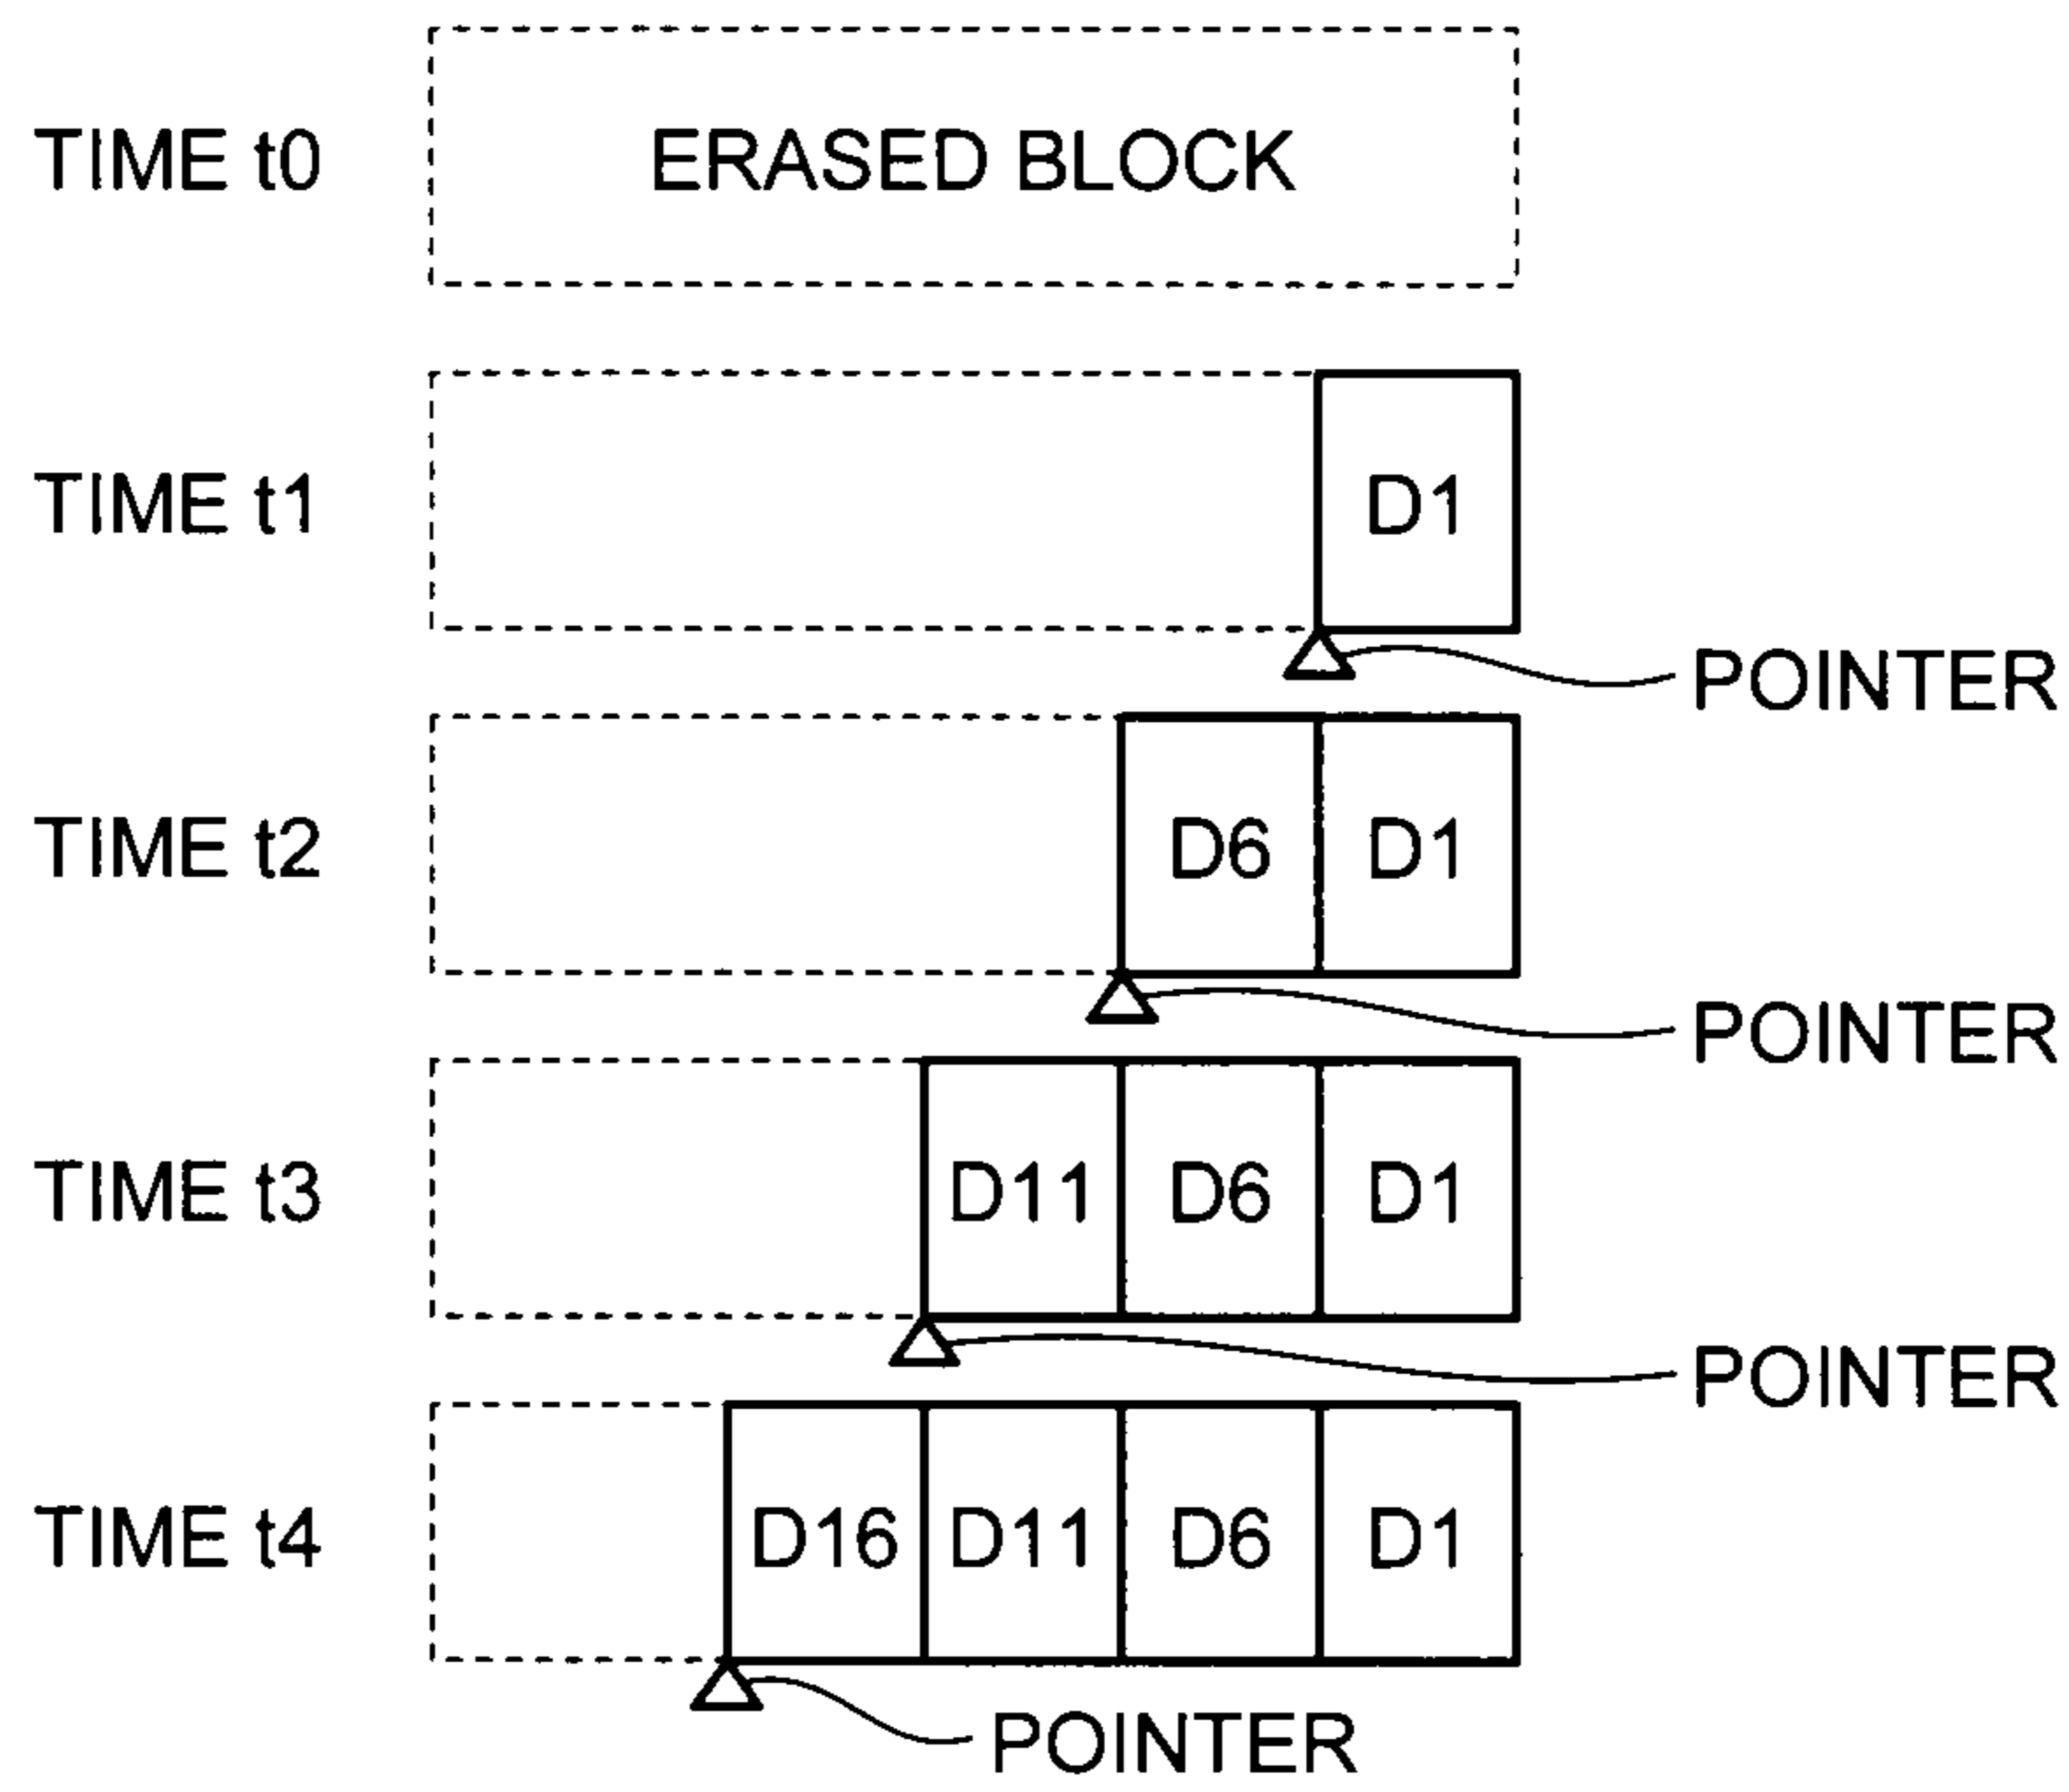 TIME t0 ERASED BLOCK
TIME t1 D1
POINTER
TIME t2 D6 D1
POINTER
TIME t3 D11 D6 D1
POINTER
TIME t4 D16 D11 D6 D1
POINTER